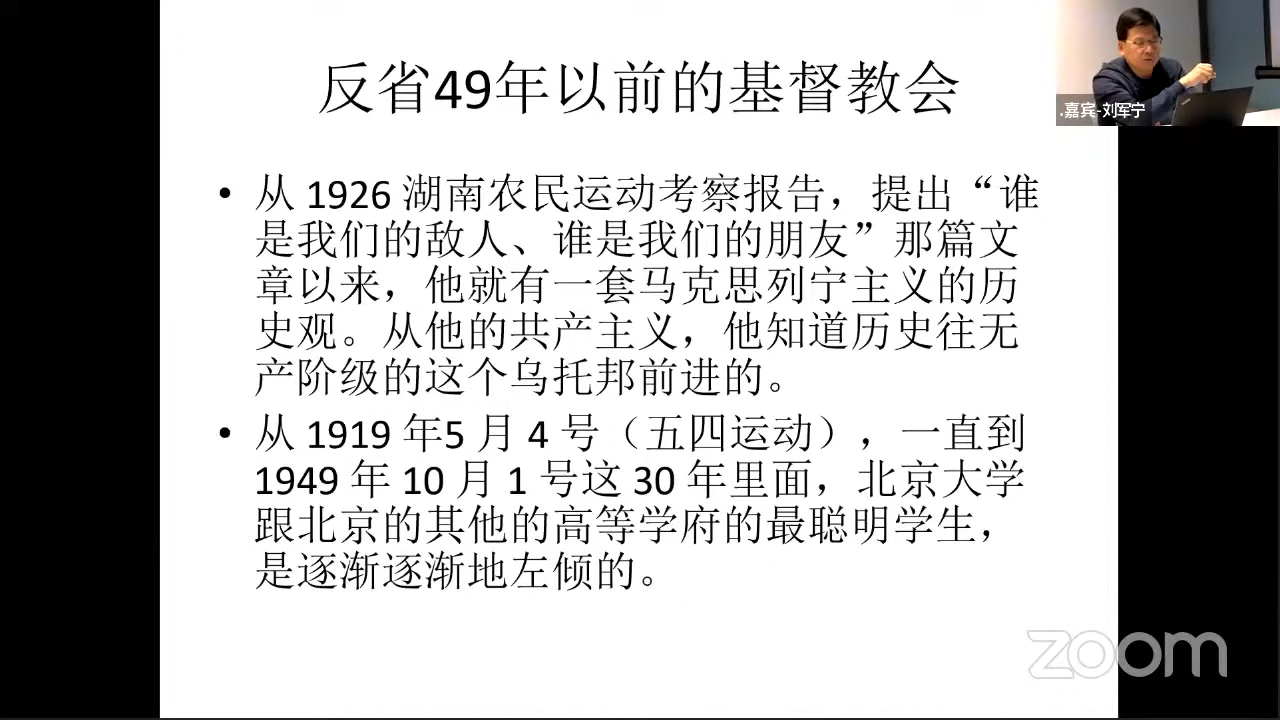 反省49年以前的基督教会
.嘉宾-刘军宁
• 从 1926 湖南农民运动考察报告，提出“谁
是我们的敌人、谁是我们的朋友”那篇文
章以来，他就有一套马克思列宁主义的历
史观。从他的共产主义，他知道历史往无
产阶级的这个乌托邦前进的。
• 从 1919 年5 月 4 号（五四运动），一直到
1949 年 10 月 1 号这 30 年里面，北京大学
跟北京的其他的高等学府的最聪明学生，
是逐渐逐渐地左倾的。
zoom